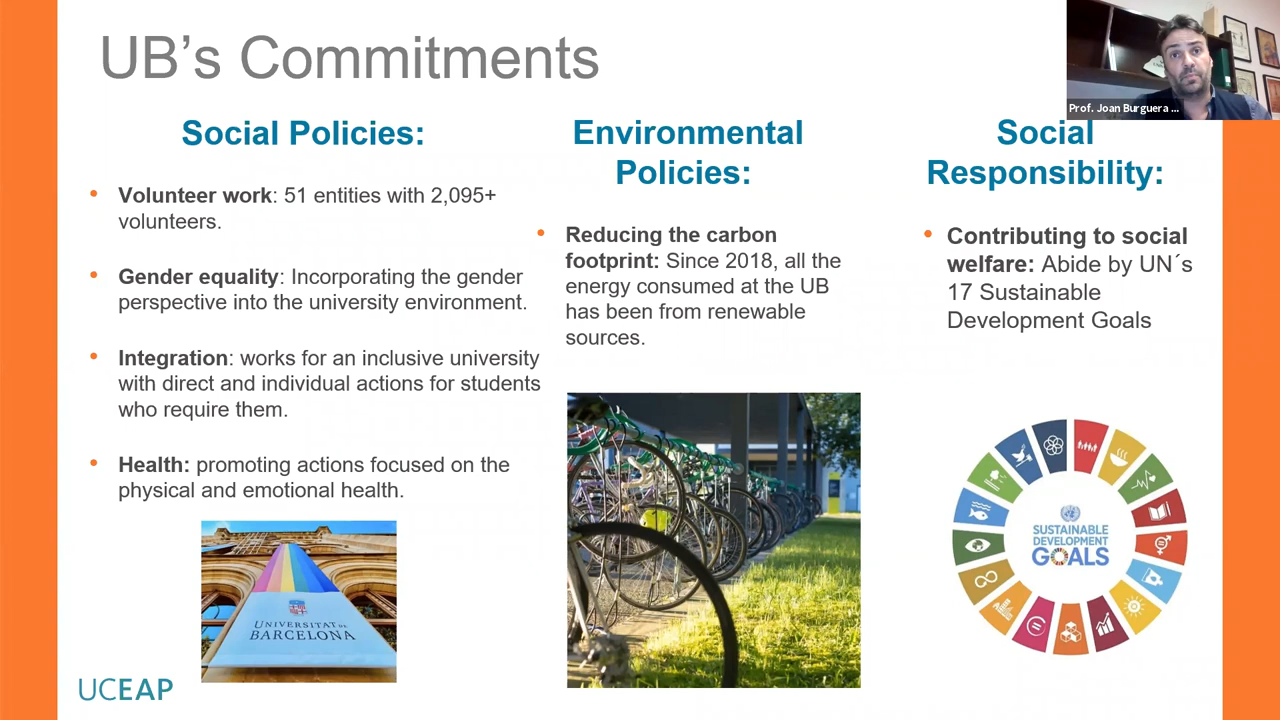 UB’s Commitments
Prof. Joan Burguera ...
Social Policies:
• Volunteer work: 51 entities with 2,095+
volunteers.
• Gender equality: Incorporating the gender
perspective into the university environment.
• Integration: works for an inclusive university
with direct and individual actions for students
who require them.
• Health: promoting actions focused on the
physical and emotional health.
UNIVERSITAT DE
BARCELONA
UCEAP
Environmental
Policies:
• Reducing the carbon
footprint: Since 2018, all the
energy consumed at the UB
has been from renewable
sources.
Social
Responsibility:
• Contributing to social
welfare: Abide by UN´s
17 Sustainable
Development Goals
SUSTAINABLE
DEVELOPMENT
GOALS